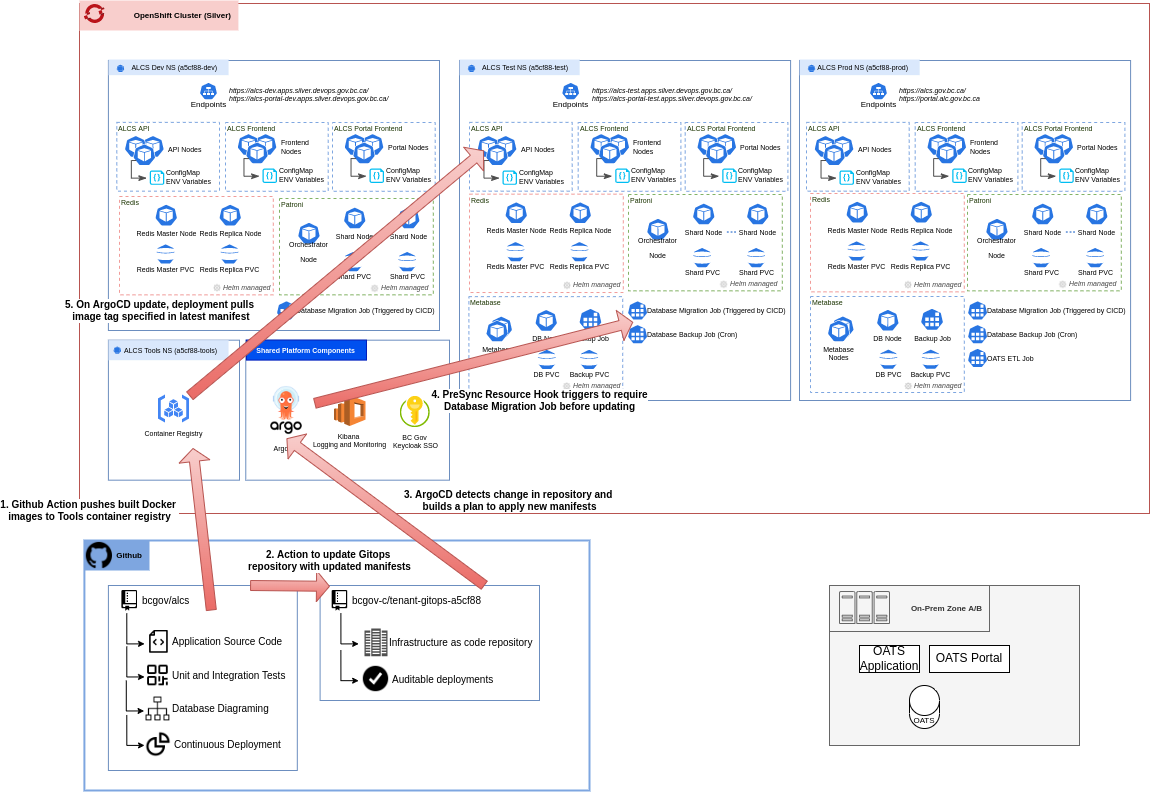 OpenShift Cluster (Silver)
ALCS Dev NS (a5cf88-dev)
Endpoints
https://alcs-dev.apps.silver.devops.gov.bc.ca/
https://alcs-portal-dev.apps.silver.devops.gov.bc.ca/
ALCS API
API Nodes
ConfigMap
ENV Variables
ALCS Frontend
Frontend
Nodes
ConfigMap
ENV Variables
ALCS Portal Frontend
Portal Nodes
ConfigMap
ENV Variables
Redis
Redis Master Node
Redis Replica Node
Redis Master PVC
Redis Replica PVC
Helm managed
Patroni
Orchestrator
Node
Shard Node
Shard Node
Shard PVC
Shard PVC
Helm managed
Database Migration Job (Triggered by CICD)
ALCS Test NS (a5cf88-test)
Endpoints
https://alcs-test.apps.silver.devops.gov.bc.ca/
https://alcs-portal-test.apps.silver.devops.gov.bc.ca/
ALCS API
API Nodes
ConfigMap
ENV Variables
ALCS Frontend
Frontend
Nodes
ConfigMap
ENV Variables
ALCS Portal Frontend
Portal Nodes
ConfigMap
ENV Variables
Redis
Redis Master Node
Redis Replica Node
Redis Master PVC
Redis Replica PVC
Helm managed
Patroni
Orchestrator
Node
Shard Node
Shard Node
Shard PVC
Shard PVC
Helm managed
Metabase
DB Node
Backup Job
DB PVC
Backup PVC
Helm managed
Database Migration Job (Triggered by CICD)
Database Backup Job (Cron)
ALCS Prod NS (a5cf88-prod)
Endpoints
https://alcs.gov.bc.ca/
https://portal.alc.gov.bc.ca
ALCS API
API Nodes
ConfigMap
ENV Variables
ALCS Frontend
Frontend
Nodes
ConfigMap
ENV Variables
ALCS Portal Frontend
Portal Nodes
ConfigMap
ENV Variables
Redis
Redis Master Node
Redis Replica Node
Redis Master PVC
Redis Replica PVC
Helm managed
Patroni
Orchestrator
Node
Shard Node
Shard Node
Shard PVC
Shard PVC
Helm managed
Metabase
Metabase
Nodes
DB Node
Backup Job
DB PVC
Backup PVC
Helm managed
Database Migration Job (Triggered by CICD)
Database Backup Job (Cron)
OATS ETL Job
5. On ArgoCD update, deployment pulls
image tag specified in latest manifest
ALCS Tools NS (a5cf88-tools)
Container Registry
Shared Platform Components
argo
Kibana
Logging and Monitoring
BC Gov
Keycloak SSO
4. PreSync Resource Hook triggers to require
Database Migration Job before updating
1. Github Action pushes built Docker
images to Tools container registry
3. ArgoCD detects change in repository and
builds a plan to apply new manifests
Github
2. Action to update Gitops
repository with updated manifests
bcgov/alcs
Application Source Code
Unit and Integration Tests
Database Diagraming
Continuous Deployment
bcgov-c/tenant-gitops-a5cf88
Infrastructure as code repository
Auditable deployments
On-Prem Zone A/B
OATS
Application
OATS Portal
OATS